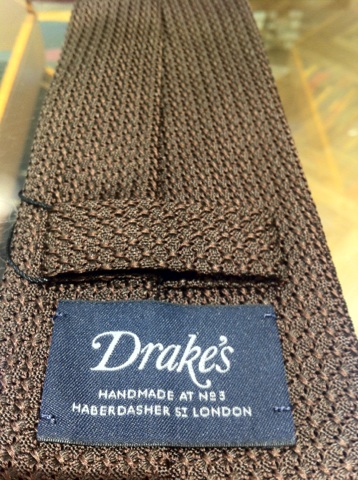 Drake's
HANDMADE AT Nº3
HABERDASHER ST LONDON